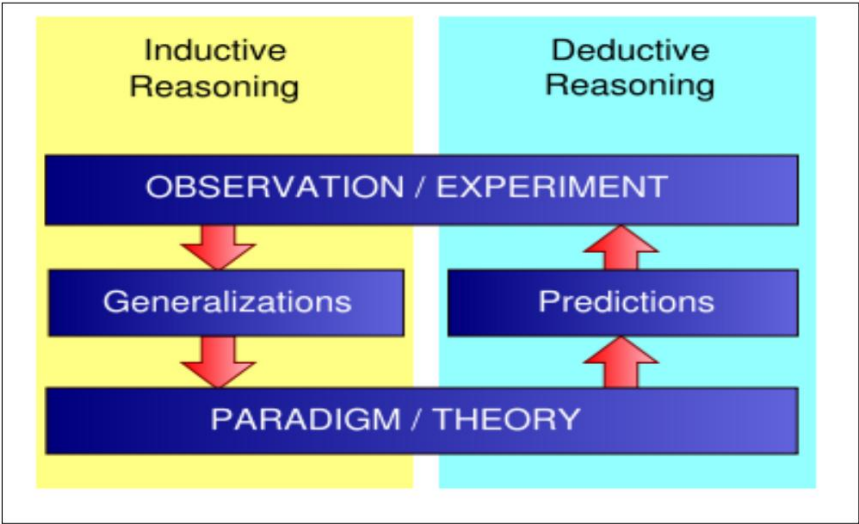 Inductive
Reasoning
Deductive
Reasoning
OBSERVATION / EXPERIMENT
Generalizations
Predictions
PARADIGM / THEORY